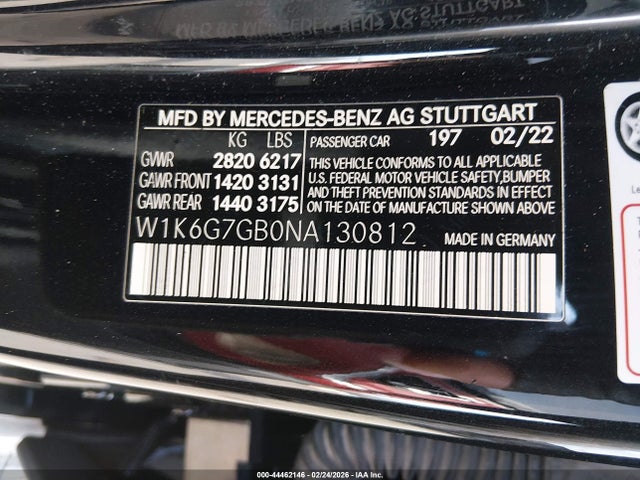 MFD BY MERCEDES-BENZ AG STUTTGART
KG LBS
GVWR 2820 6217
GAWR FRONT 1420 3131
GAWR REAR 1440 3175
PASSENGER CAR 197 02/22
THIS VEHICLE CONFORMS TO ALL APPLICABLE
U.S. FEDERAL MOTOR VEHICLE SAFETY, BUMPER
AND THEFT PREVENTION STANDARDS IN EFFECT
ON THE DATE OF MANUFACTURE SHOWN ABOVE
W1K6G7GB0NA130812
MADE IN GERMANY
000-44462146 - 02/24/2026 - IAA Inc.